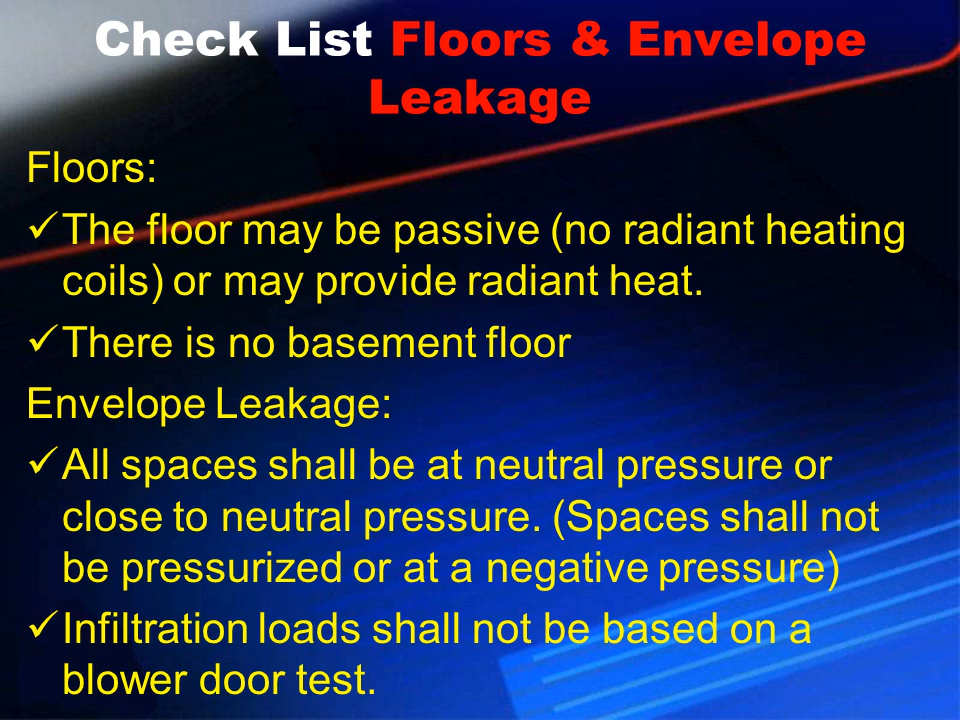 Check List Floors & Envelope
Leakage
Floors:
✓ The floor may be passive (no radiant heating
coils) or may provide radiant heat.
✓ There is no basement floor
Envelope Leakage:
✓ All spaces shall be at neutral pressure or
close to neutral pressure. (Spaces shall not
be pressurized or at a negative pressure)
✓ Infiltration loads shall not be based on a
blower door test.